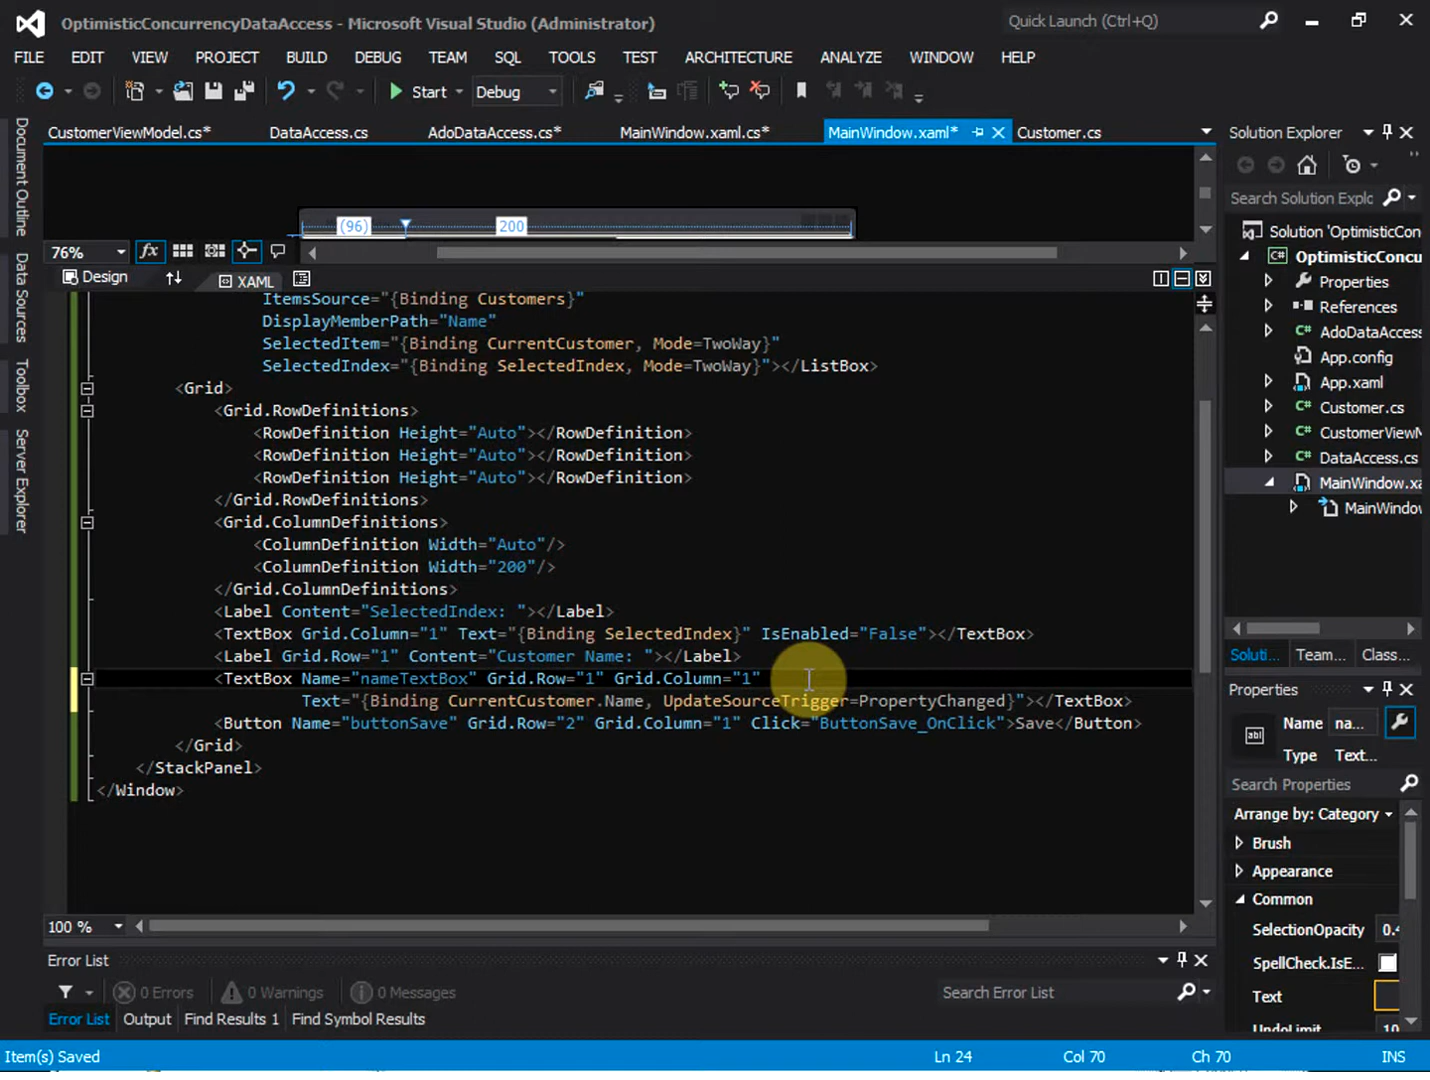 OptimisticConcurrencyDataAccess - Microsoft Visual Studio (Administrator)
Quick Launch (Ctrl+Q)
FILE EDIT VIEW PROJECT BUILD DEBUG TEAM SQL TOOLS TEST ARCHITECTURE ANALYZE WINDOW HELP
Start Debug
CustomerViewModel.cs* DataAccess.cs AdoDataAccess.cs* MainWindow.xaml.cs* MainWindow.xaml* Customer.cs
Document Outline
Data Sources
Toolbox
Server Explorer
(96) 200
76% fx
Design XAML
ItemsSource="{Binding Customers}"
DisplayMemberPath="Name"
SelectedItem="{Binding CurrentCustomer, Mode=TwoWay}"
SelectedIndex="{Binding SelectedIndex, Mode=TwoWay}"></ListBox>
<Grid>
<Grid.RowDefinitions>
<RowDefinition Height="Auto"></RowDefinition>
<RowDefinition Height="Auto"></RowDefinition>
<RowDefinition Height="Auto"></RowDefinition>
</Grid.RowDefinitions>
<Grid.ColumnDefinitions>
<ColumnDefinition Width="Auto"/>
<ColumnDefinition Width="200"/>
</Grid.ColumnDefinitions>
<Label Content="SelectedIndex: "></Label>
<TextBox Grid.Column="1" Text="{Binding SelectedIndex}" IsEnabled="False"></TextBox>
<Label Grid.Row="1" Content="Customer Name: "></Label>
<TextBox Name="nameTextBox" Grid.Row="1" Grid.Column="1"
Text="{Binding CurrentCustomer.Name, UpdateSourceTrigger=PropertyChanged}"></TextBox>
<Button Name="buttonSave" Grid.Row="2" Grid.Column="1" Click="ButtonSave_OnClick">Save</Button>
</Grid>
</StackPanel>
</Window>
100 %
Error List
0 Errors 0 Warnings 0 Messages Search Error List
Error List Output Find Results 1 Find Symbol Results
Item(s) Saved Ln 24 Col 70 Ch 70 INS
Solution Explorer
Search Solution Explo
Solution 'OptimisticCon
C# OptimisticConcu
Properties
References
C# AdoDataAccess
App.config
App.xaml
C# Customer.cs
C# CustomerViewM
C# DataAccess.cs
MainWindow.xa
MainWindow
Soluti... Team... Class...
Properties
Name na...
Type Text...
Search Properties
Arrange by: Category
Brush
Appearance
Common
SelectionOpacity 0.4
SpellCheck.IsE...
Text
UndoLimit 10